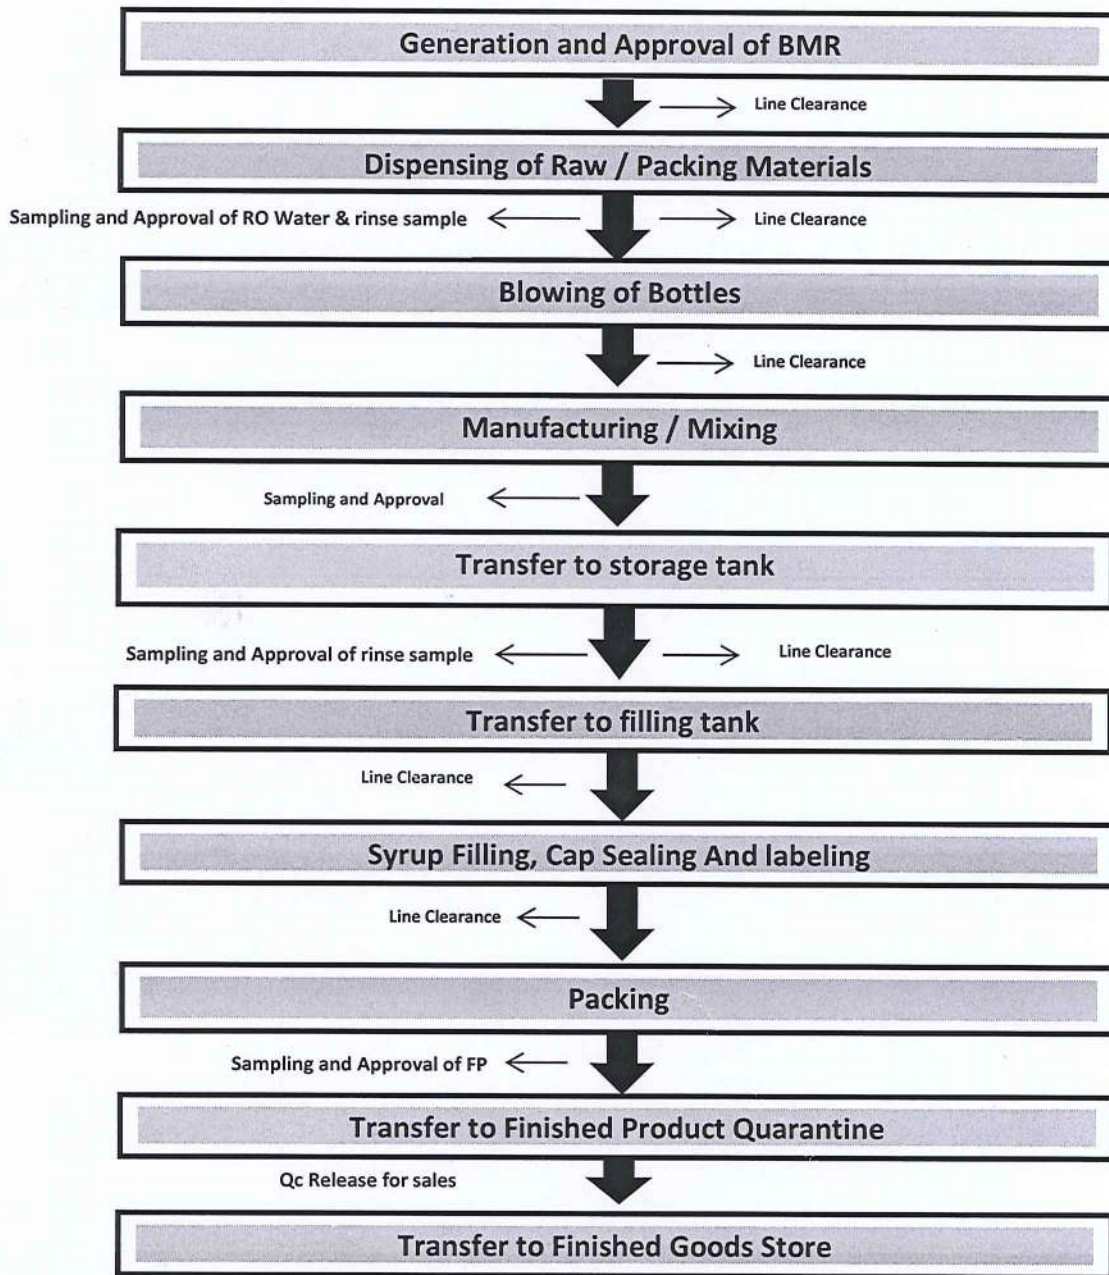 Generation and Approval of BMR
Line Clearance
Dispensing of Raw / Packing Materials
Sampling and Approval of RO Water & rinse sample
Line Clearance
Blowing of Bottles
Line Clearance
Manufacturing / Mixing
Sampling and Approval
Transfer to storage tank
Sampling and Approval of rinse sample
Line Clearance
Transfer to filling tank
Line Clearance
Syrup Filling, Cap Sealing And labeling
Line Clearance
Packing
Sampling and Approval of FP
Transfer to Finished Product Quarantine
Qc Release for sales
Transfer to Finished Goods Store